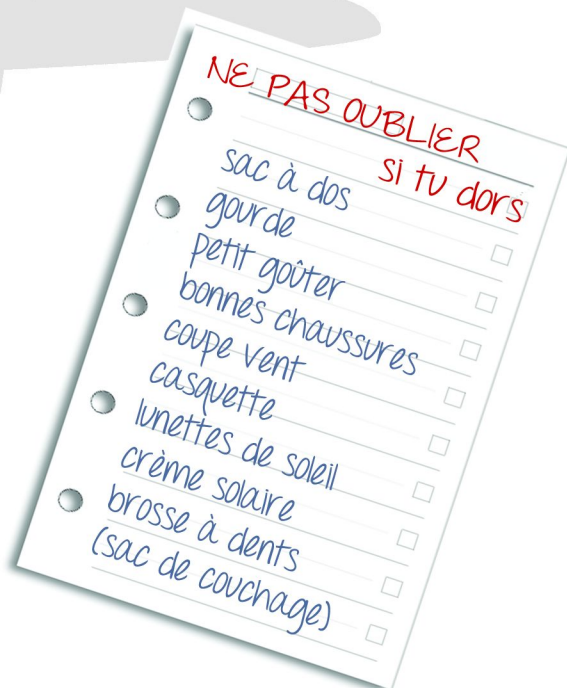 NE PAS OUBLIER
si tu dors
sac à dos
gourde
petit goûter
bonnes chaussures
coupe vent
casquette
lunettes de soleil
crème solaire
brosse à dents
(sac de couchage)